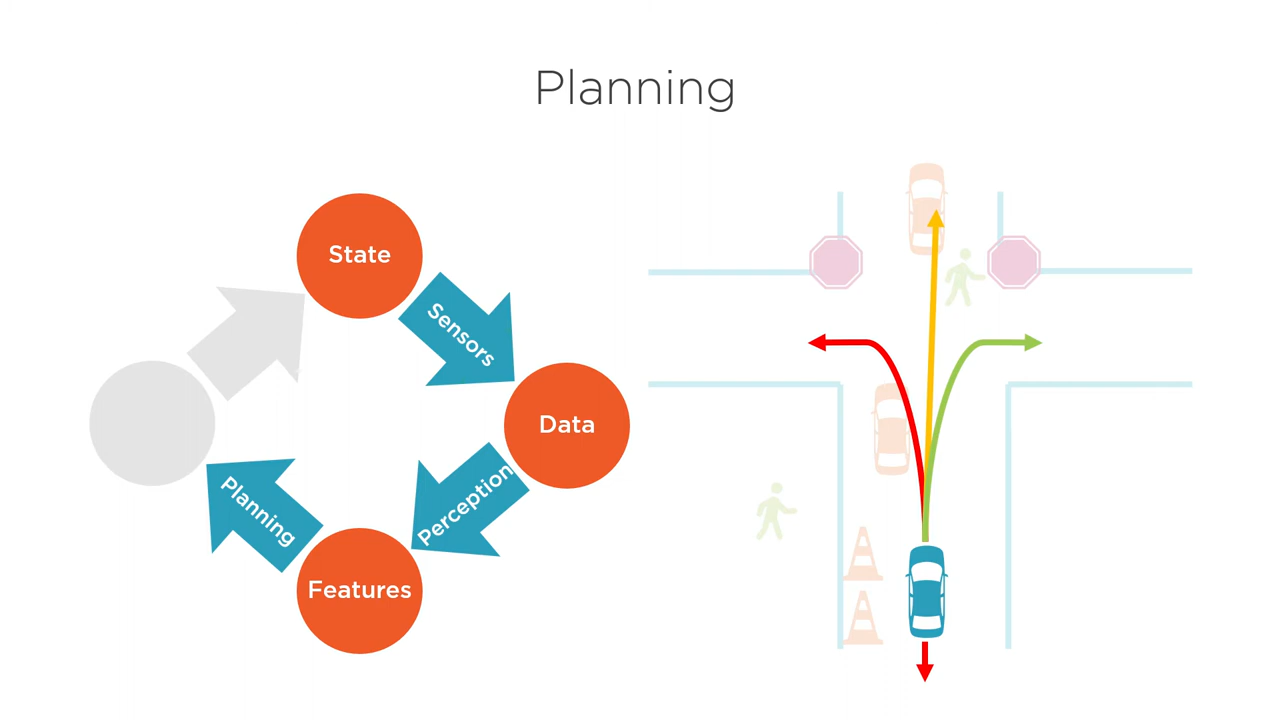 Planning
State
Sensors
Data
Perception
Features
Planning